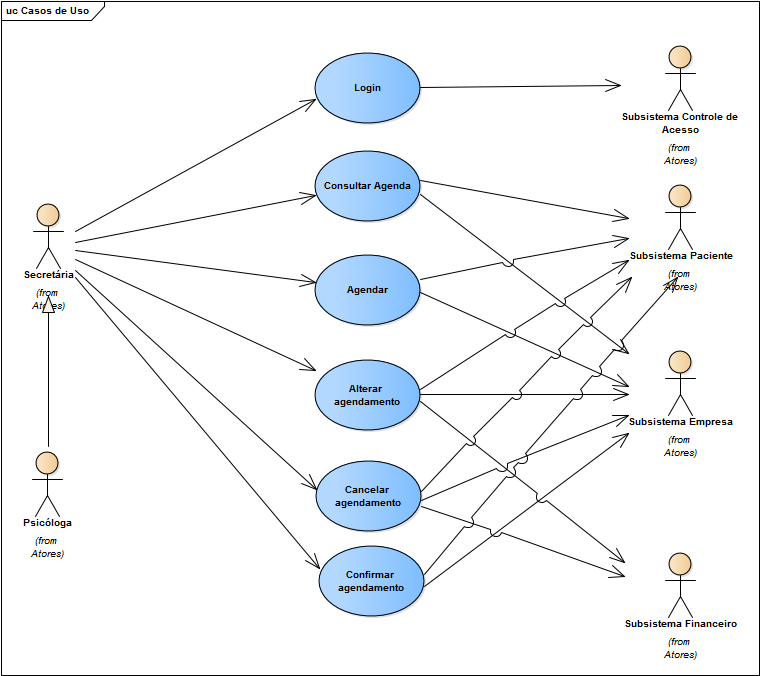 uc Casos de Uso
Login
Subsistema Controle de
Acesso
(from
Atores)
Consultar Agenda
Subsistema Paciente
(from
Atores)
Secretária
(from
Atores)
Agendar
Alterar
agendamento
Subsistema Empresa
(from
Atores)
Cancelar
agendamento
Psicóloga
(from
Atores)
Confirmar
agendamento
Subsistema Financeiro
(from
Atores)